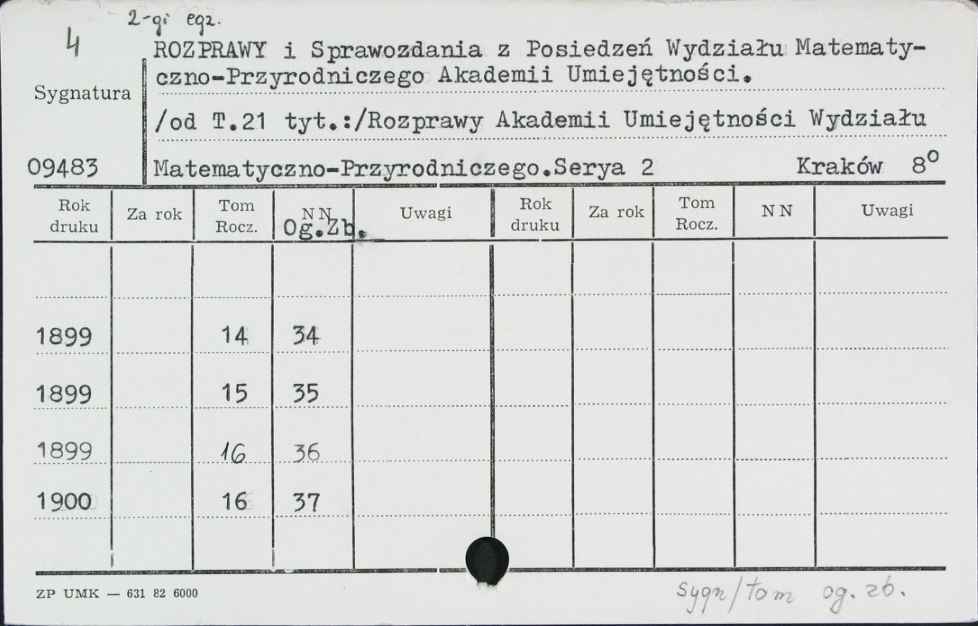 4
2-gi egz.
ROZPRAWY i Sprawozdania z Posiedzeń Wydziału Matematy-
czno-Przyrodniczego Akademii Umiejętności.
Sygnatura
/od T.21 tyt.:/Rozprawy Akademii Umiejętności Wydziału
09483 Matematyczno-Przyrodniczego.Serya 2 Kraków 8°
Rok druku Za rok Tom Rocz. NN Og.Zb. Uwagi Rok druku Za rok Tom Rocz. NN Uwagi
1899 14 34
1899 15 35
1899 16 36
1900 16 37
ZP UMK — 631 82 6000
sygn/tom og. zb.